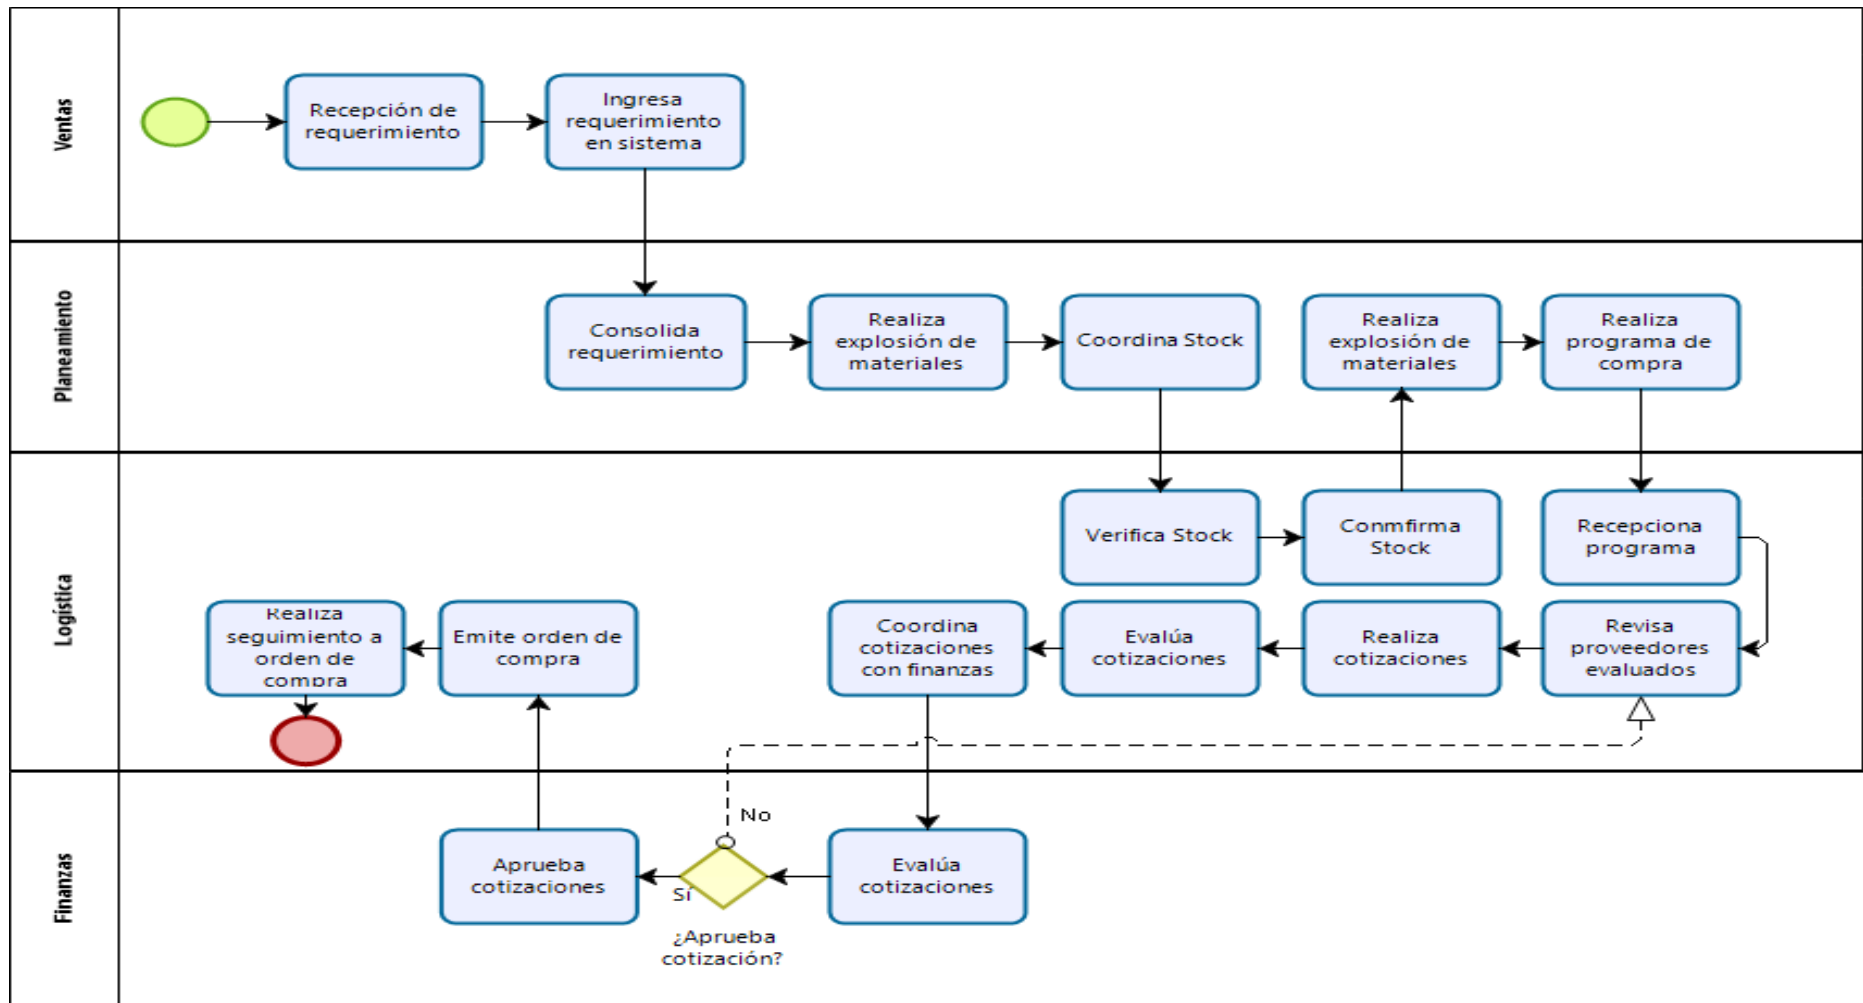 Ventas
Recepción de
requerimiento
Ingresa
requerimiento
en sistema
Planeamiento
Consolida
requerimiento
Realiza
explosión de
materiales
Coordina Stock
Realiza
explosión de
materiales
Realiza
programa de
compra
Logística
Verifica Stock
Conmfirma
Stock
Recepciona
programa
Realiza
seguimiento a
orden de
compra
Emite orden de
compra
Coordina
cotizaciones
con finanzas
Evalúa
cotizaciones
Realiza
cotizaciones
Revisa
proveedores
evaluados
Finanzas
Aprueba
cotizaciones
Sí
No
¿Aprueba
cotización?
Evalúa
cotizaciones